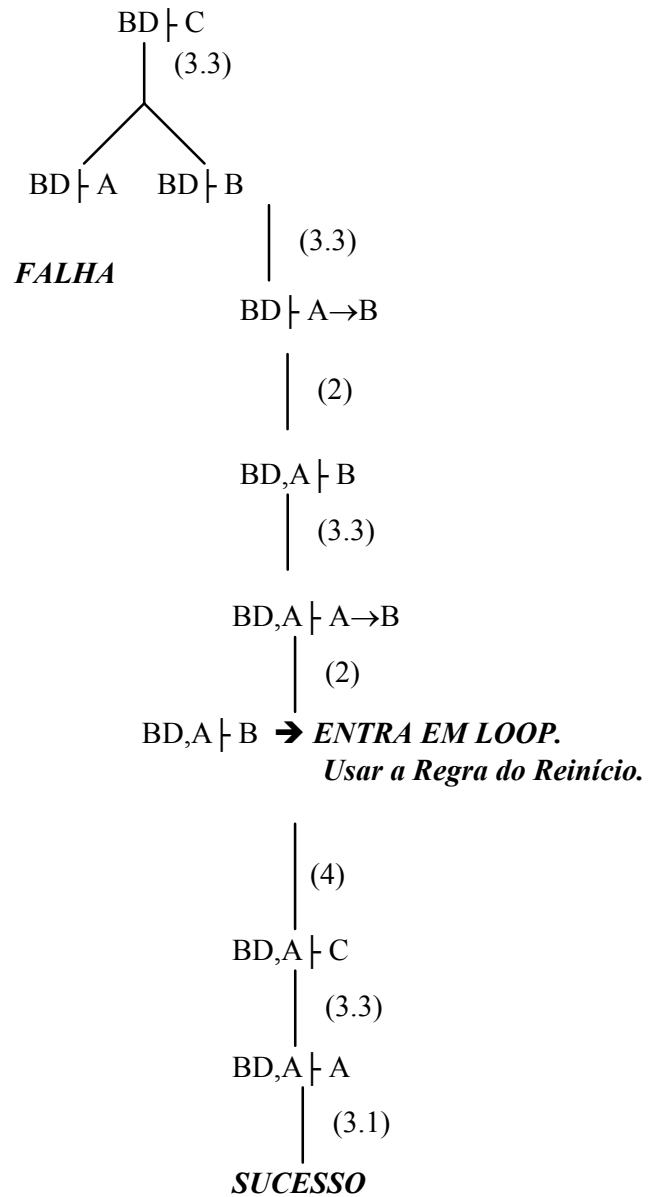 BD├ C
(3.3)
BD├ A BD├ B
(3.3)
FALHA
BD├ A→B
(2)
BD,A├ B
(3.3)
BD,A├ A→B
(2)
BD,A├ B ➔ ENTRA EM LOOP.
Usar a Regra do Reinício.
(4)
BD,A├ C
(3.3)
BD,A├ A
(3.1)
SUCESSO